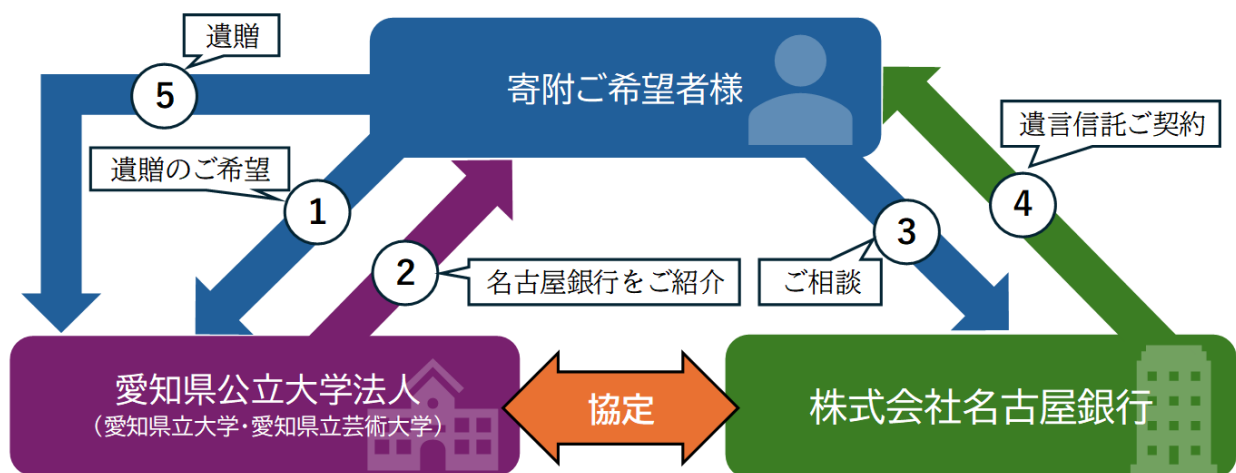 遺贈
5
寄附ご希望者様
遺言信託ご契約
遺贈のご希望
1
4
2
3
名古屋銀行をご紹介
ご相談
愛知県公立大学法人
（愛知県立大学・愛知県立芸術大学）
協定
株式会社名古屋銀行